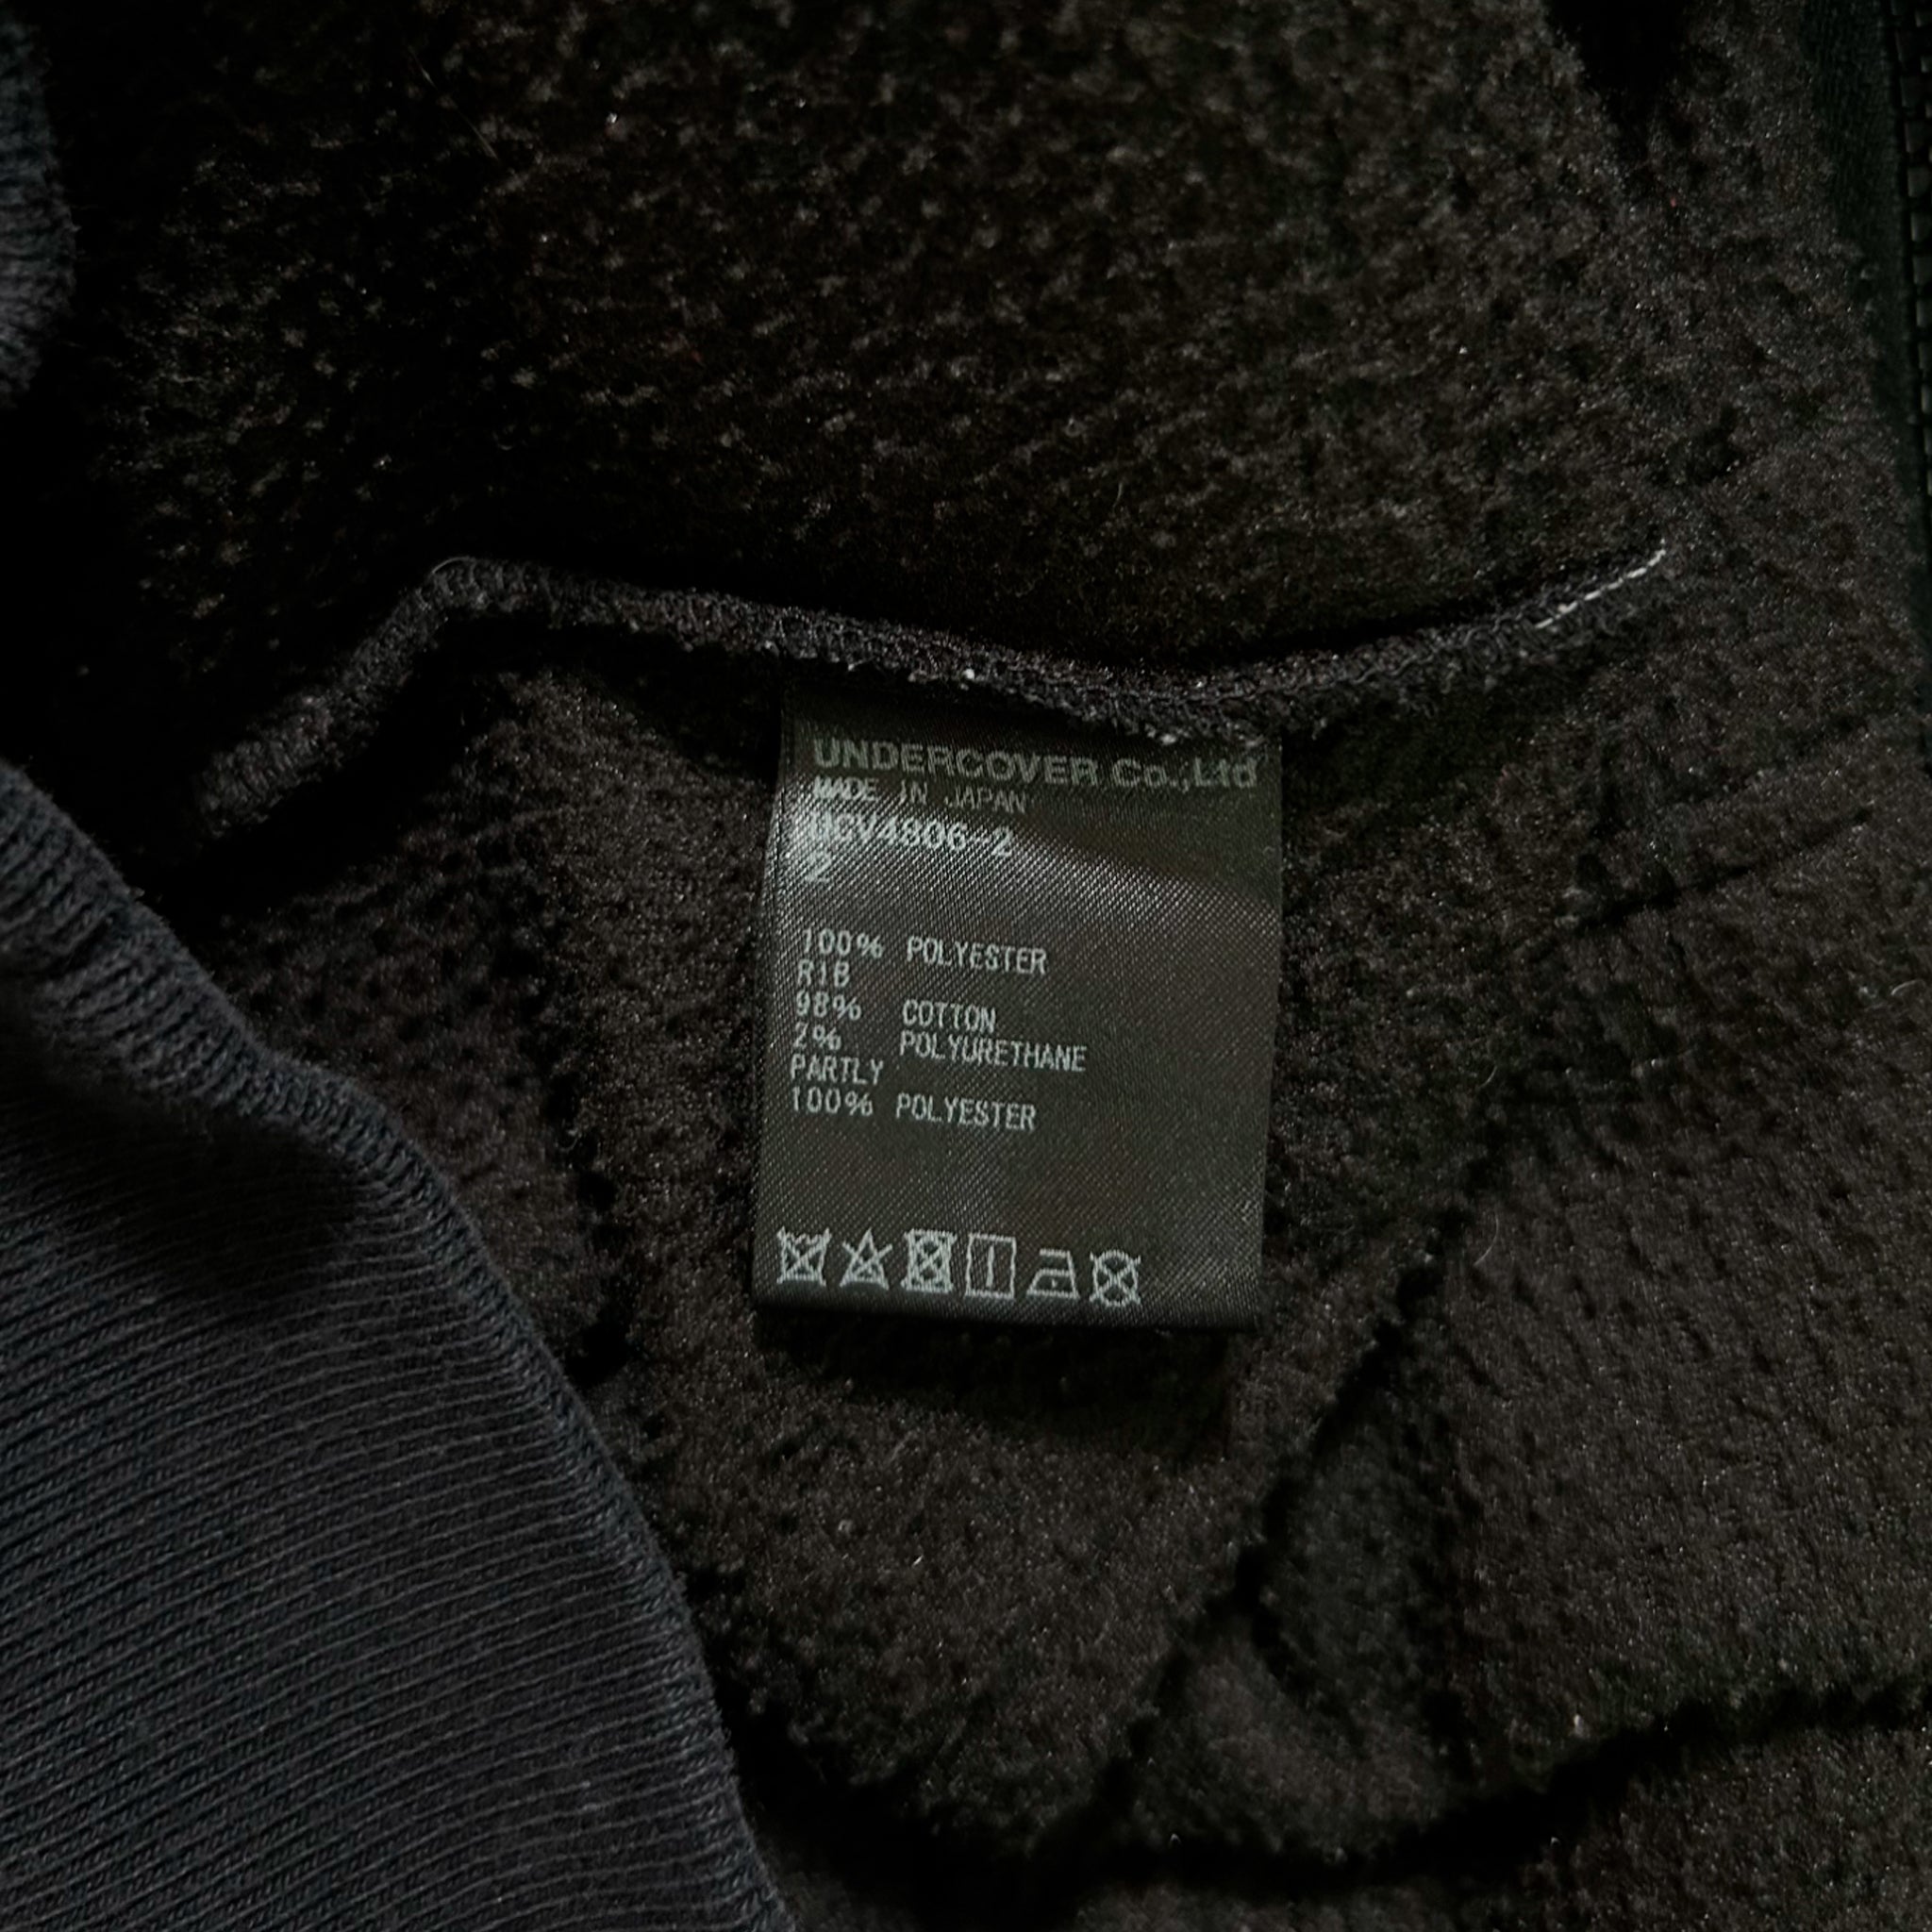 UNDERCOVER Co.,Ltd
MADE IN JAPAN
UCV4806-2
2
100% POLYESTER
RIB
98% COTTON
2% POLYURETHANE
PARTLY
100% POLYESTER